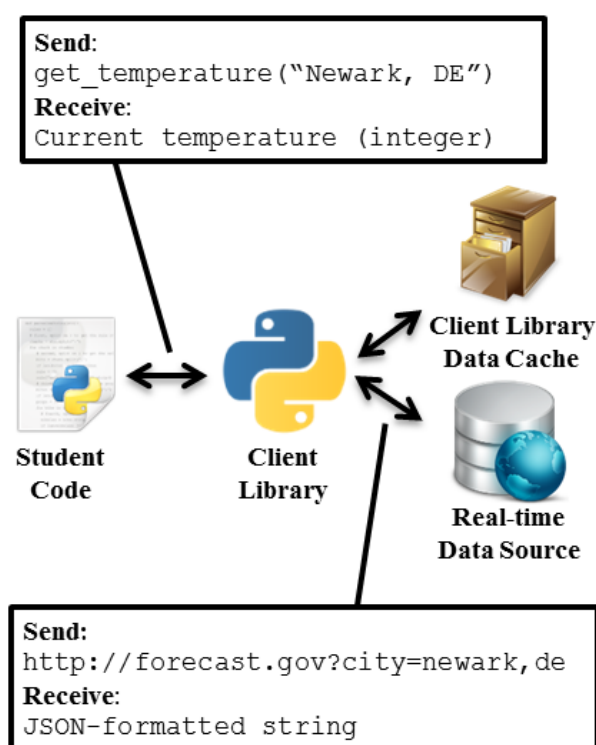 Send:
get_temperature(“Newark, DE”)
Receive:
Current temperature (integer)
Client Library
Data Cache
Student
Code
Client
Library
Real-time
Data Source
Send:
http://forecast.gov?city=newark,de
Receive:
JSON-formatted string